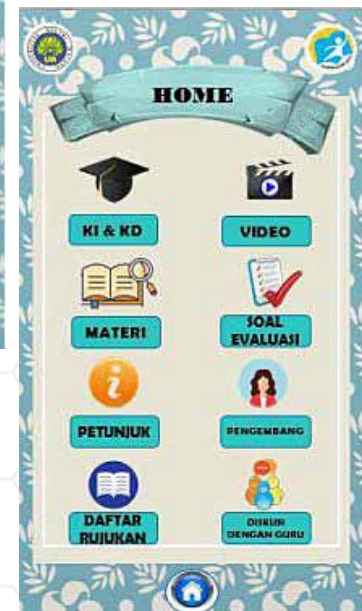 HOME
KI & KD
VIDEO
MATERI
SOAL
EVALUASI
PETUNJUK
PENGEMBANG
DAFTAR
RUJUKAN
DISKUSI
DENGAN GURU